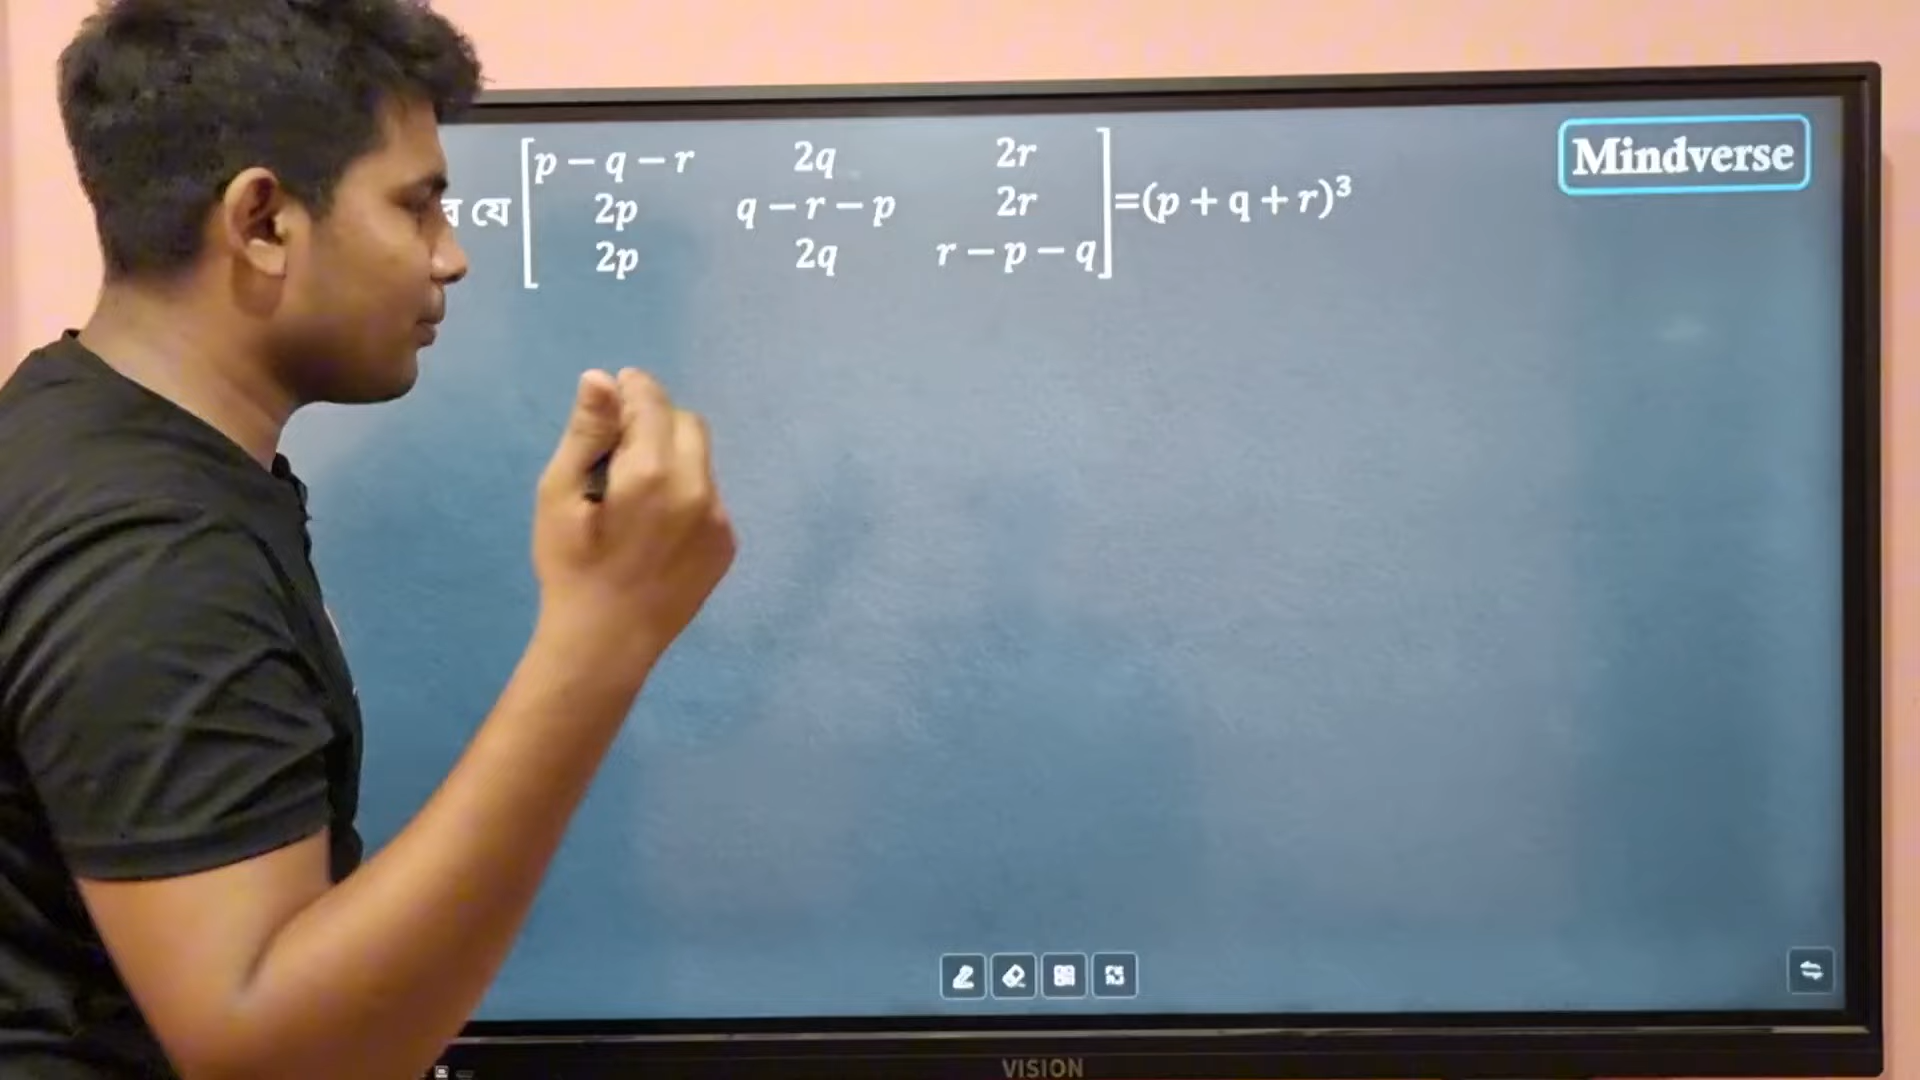 যে [p − q − r 2q 2r
2p q − r − p 2r
2p 2q r − p − q] =(p + q + r)³
Mindverse
VISION